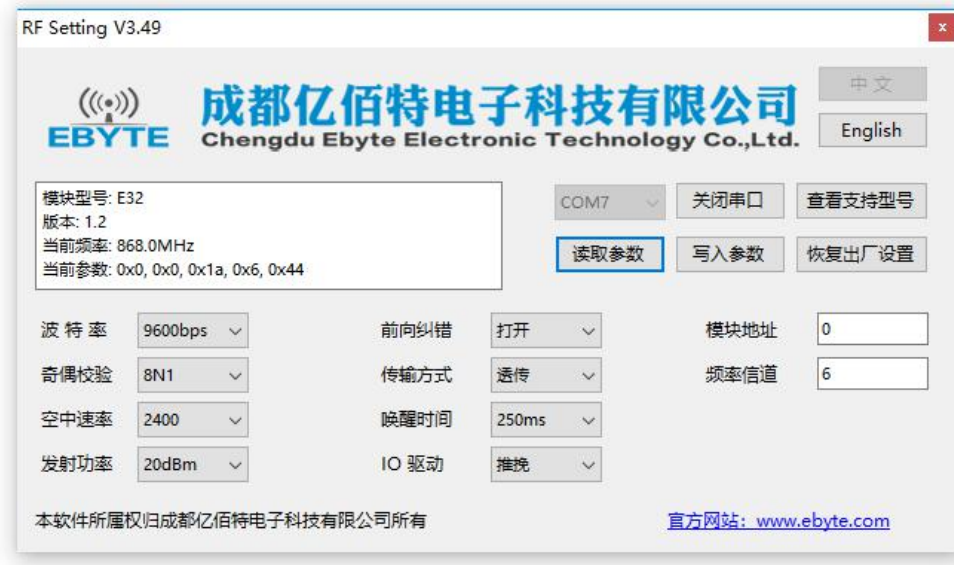 RF Setting V3.49
x
中 文
English
EBYTE
成都亿佰特电子科技有限公司
Chengdu Ebyte Electronic Technology Co.,Ltd.
模块型号: E32
版本: 1.2
当前频率: 868.0MHz
当前参数: 0x0, 0x0, 0x1a, 0x6, 0x44
COM7 关闭串口 查看支持型号
读取参数 写入参数 恢复出厂设置
波 特 率 9600bps 前向纠错 打开 模块地址 0
奇偶校验 8N1 传输方式 透传 频率信道 6
空中速率 2400 唤醒时间 250ms
发射功率 20dBm IO 驱动 推挽
本软件所属权归成都亿佰特电子科技有限公司所有 官方网站：www.ebyte.com